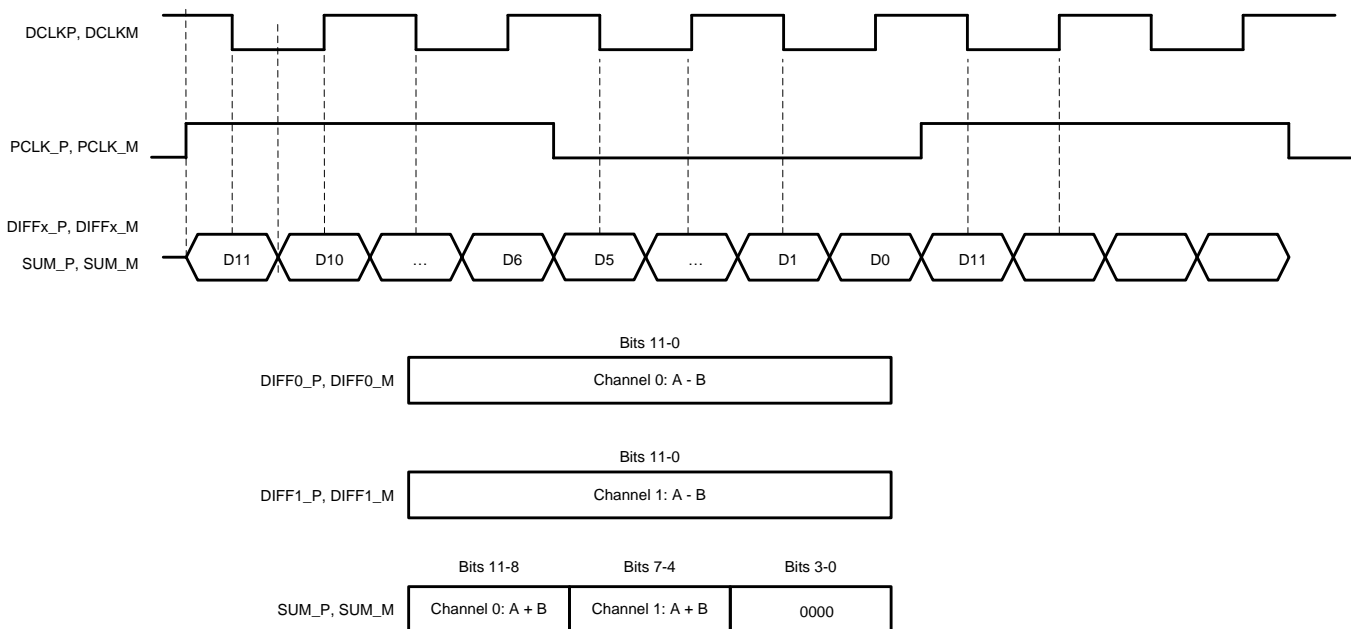 DCLKP, DCLKM
PCLK_P, PCLK_M
DIFFx_P, DIFFx_M
SUM_P, SUM_M
D11 D10 … D6 D5 … D1 D0 D11
Bits 11-0
DIFF0_P, DIFF0_M Channel 0: A - B
Bits 11-0
DIFF1_P, DIFF1_M Channel 1: A - B
Bits 11-8 Bits 7-4 Bits 3-0
SUM_P, SUM_M Channel 0: A + B Channel 1: A + B 0000